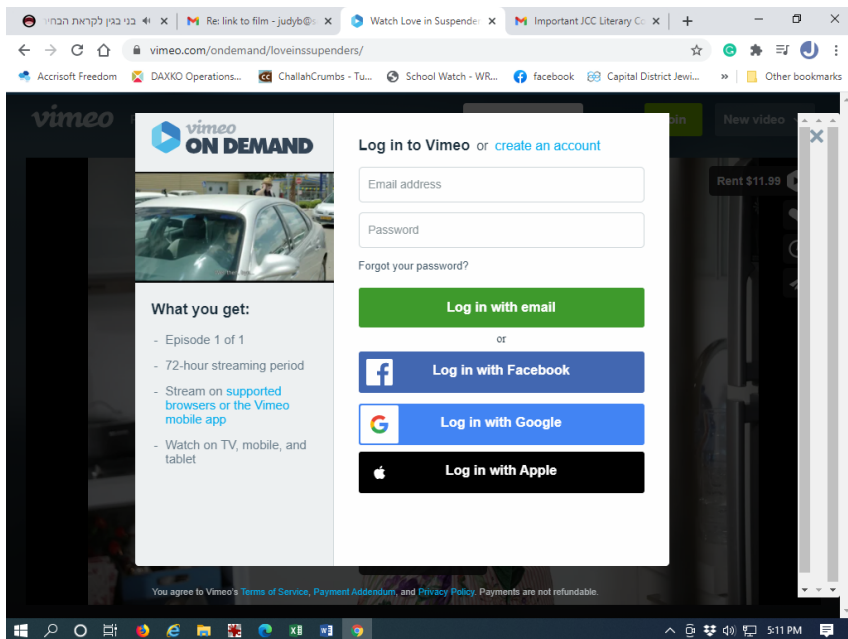 בני בגין לקראת הבחיר
Re: link to film - judyb@s
Watch Love in Suspender
Important JCC Literary Co
vimeo.com/ondemand/loveinssupenders/
Accrisoft Freedom
DAXKO Operations...
ChallahCrumbs - Tu...
School Watch - WR...
facebook
Capital District Jewi...
»
Other bookmarks
vimeo
New video
vimeo
ON DEMAND
Log in to Vimeo or create an account
Email address
Rent $11.99
Password
Forgot your password?
What you get:
Log in with email
- Episode 1 of 1
or
- 72-hour streaming period
Log in with Facebook
- Stream on supported
browsers or the Vimeo
mobile app
Log in with Google
- Watch on TV, mobile, and
tablet
Log in with Apple
You agree to Vimeo's Terms of Service, Payment Addendum, and Privacy Policy. Payments are not refundable.
5:11 PM